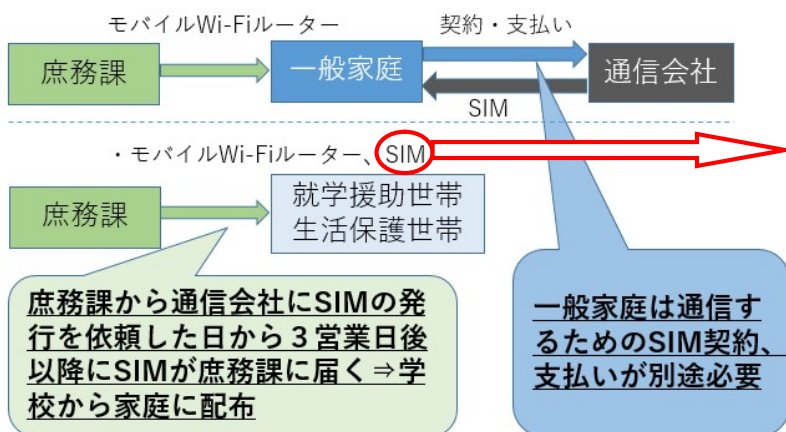 モバイルWi-Fiルーター
契約・支払い
庶務課
一般家庭
通信会社
SIM
・モバイルWi-Fiルーター、SIM
庶務課
就学援助世帯
生活保護世帯
庶務課から通信会社にSIMの発
行を依頼した日から３営業日後
以降にSIMが庶務課に届く⇒学
校から家庭に配布
一般家庭は通信す
るためのSIM契約、
支払いが別途必要